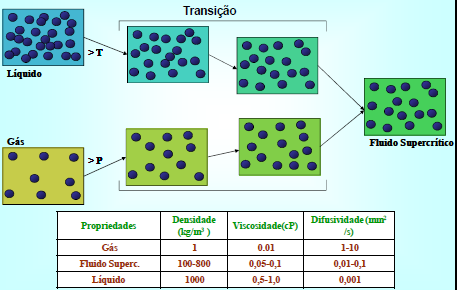 Transição
> T
Líquido
Gás
> P
Fluido Supercrítico
Propriedades Densidade (kg/m³ ) Viscosidade(cP) Difusividade (mm² /s)
Gás 1 0.01 1-10
Fluido Superc. 100-800 0,05-0,1 0,01-0,1
Líquido 1000 0,5-1,0 0,001